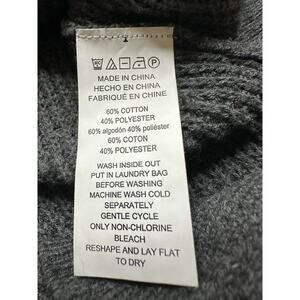 MADE IN CHINA
HECHO EN CHINA
FABRIQUÉ EN CHINE
60% COTTON
40% POLYESTER
60% algodón 40% poliéster
60% COTON
40% POLYESTER
WASH INSIDE OUT
PUT IN LAUNDRY BAG
BEFORE WASHING
MACHINE WASH COLD
SEPARATELY
GENTLE CYCLE
ONLY NON-CHLORINE
BLEACH
RESHAPE AND LAY FLAT
TO DRY